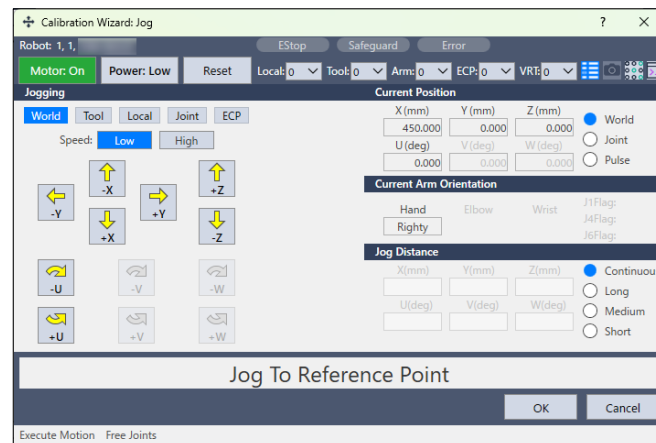 Calibration Wizard: Jog ? ×
Robot: 1, 1, EStop Safeguard Error
Motor: On Power: Low Reset Local: 0 Tool: 0 Arm: 0 ECP: 0 VRT: 0
Jogging Current Position
World Tool Local Joint ECP
Speed: Low High
X (mm) Y (mm) Z (mm)
450.000 0.000 0.000 World
U (deg) V (deg) W (deg) Joint
0.000 0.000 0.000 Pulse
-X +Z
-Y +Y
+X -Z
-U -V -W
+U +V +W
Current Arm Orientation
Hand Elbow Wrist J1Flag:
Righty J4Flag:
J6Flag:
Jog Distance
X(mm) Y(mm) Z(mm) Continuou
U(deg) V(deg) W(deg) Long
Medium
Short
Jog To Reference Point
OK Cancel
Execute Motion Free Joints